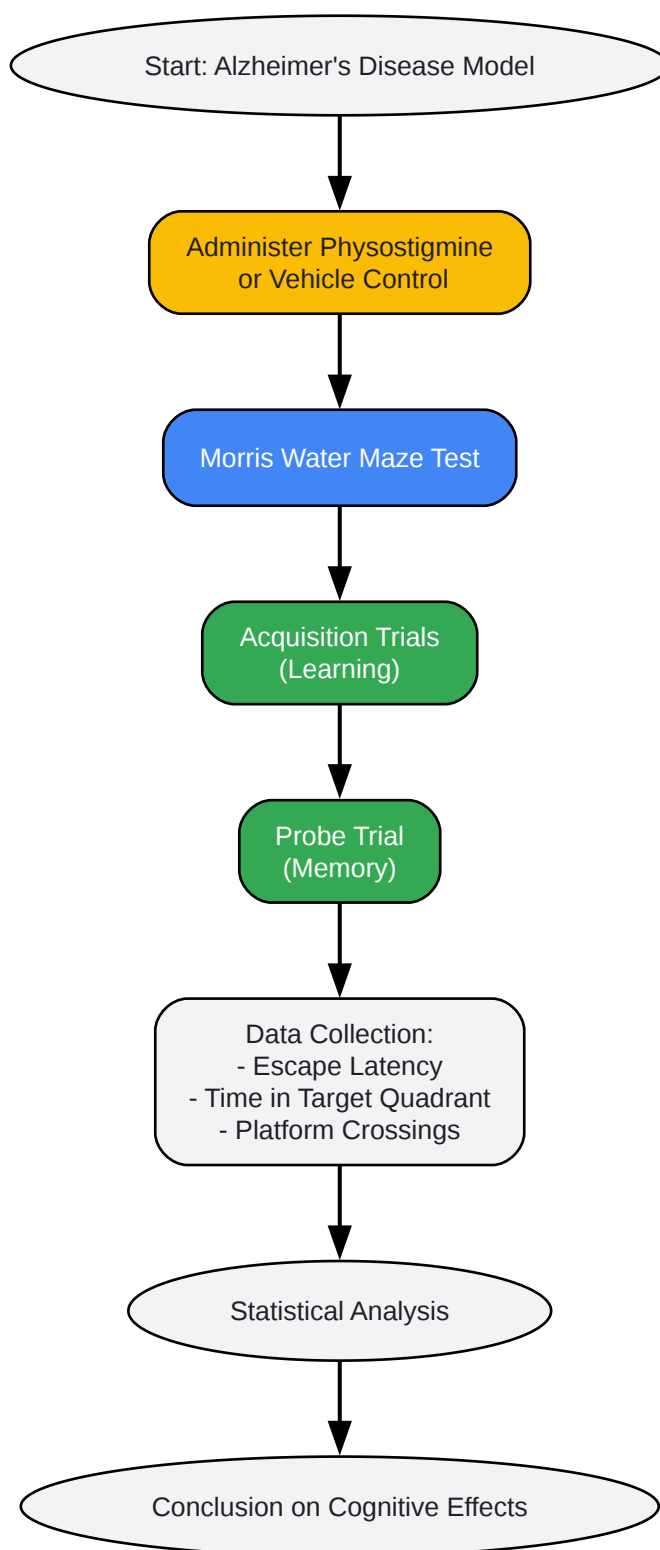 Start: Alzheimer's Disease Model
Administer Physostigmine
or Vehicle Control
Morris Water Maze Test
Acquisition Trials
(Learning)
Probe Trial
(Memory)
Data Collection:
- Escape Latency
- Time in Target Quadrant
- Platform Crossings
Statistical Analysis
Conclusion on Cognitive Effects